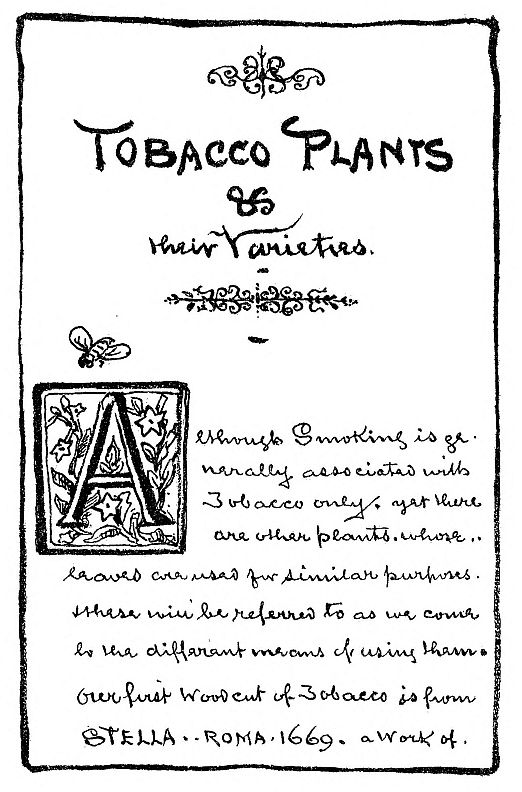 TOBACCO PLANTS
&
their Varieties.
Although Smoking is ge-
nerally associated with
Tobacco only, yet there
are other plants whose..
leaves are used for similar purposes.
these will be referred to as we come
to the different means of using them.
Our first Woodcut of Tobacco is from
STELLA.. ROMA. 1669. a Work of.